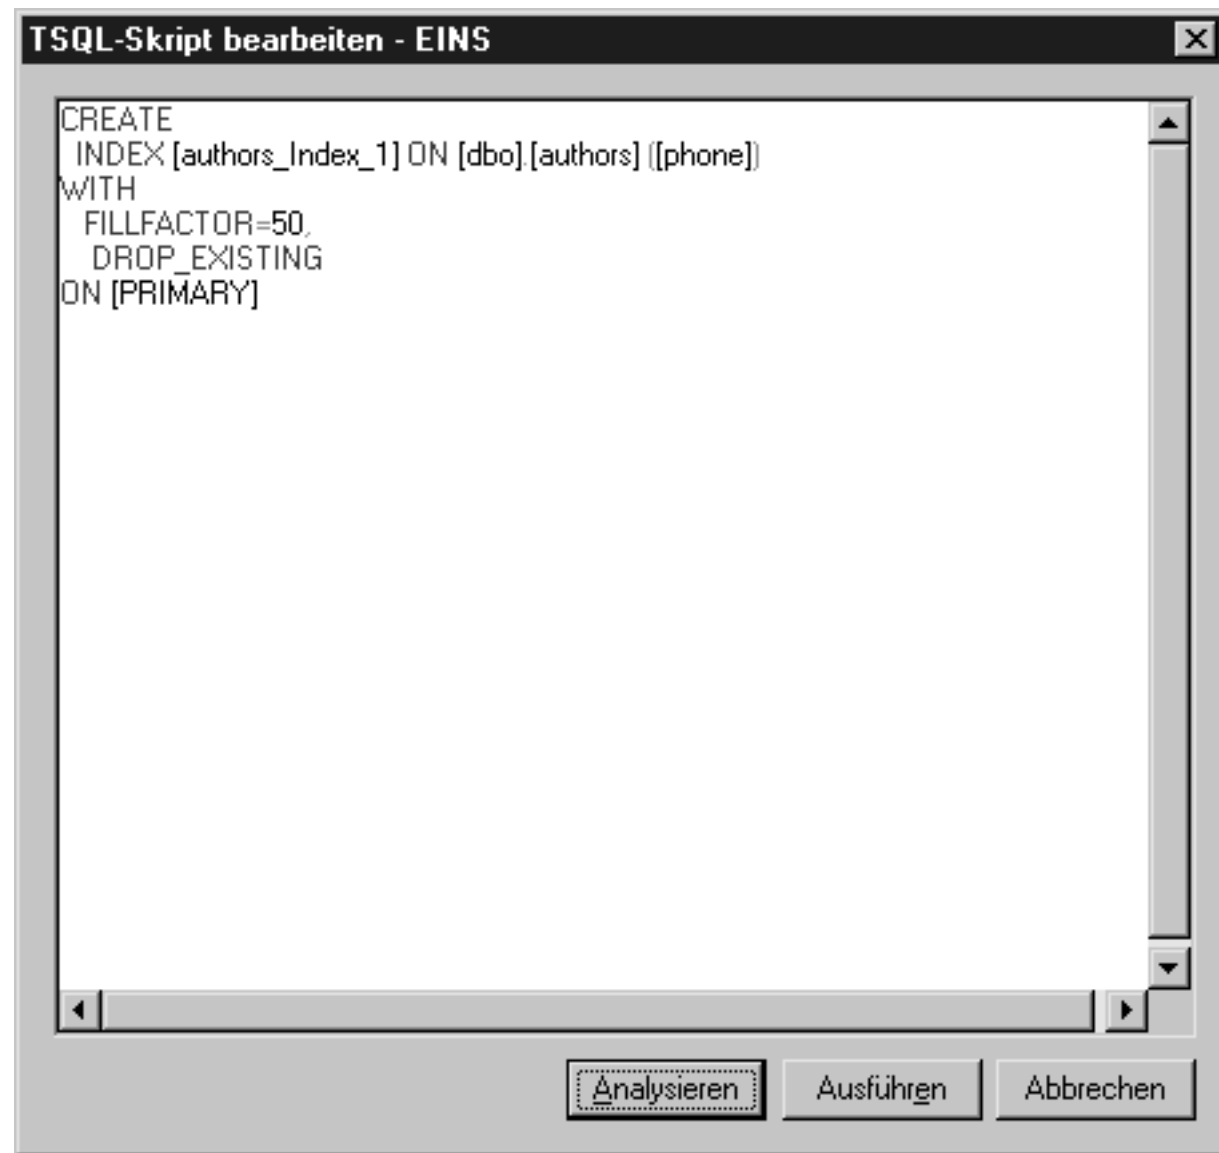 TSQL-Skript bearbeiten - EINS
CREATE
INDEX [authors_Index_1] ON [dbo].[authors] ([phone])
WITH
FILLFACTOR=50,
DROP_EXISTING
ON [PRIMARY]
Analysieren Ausführen Abbrechen